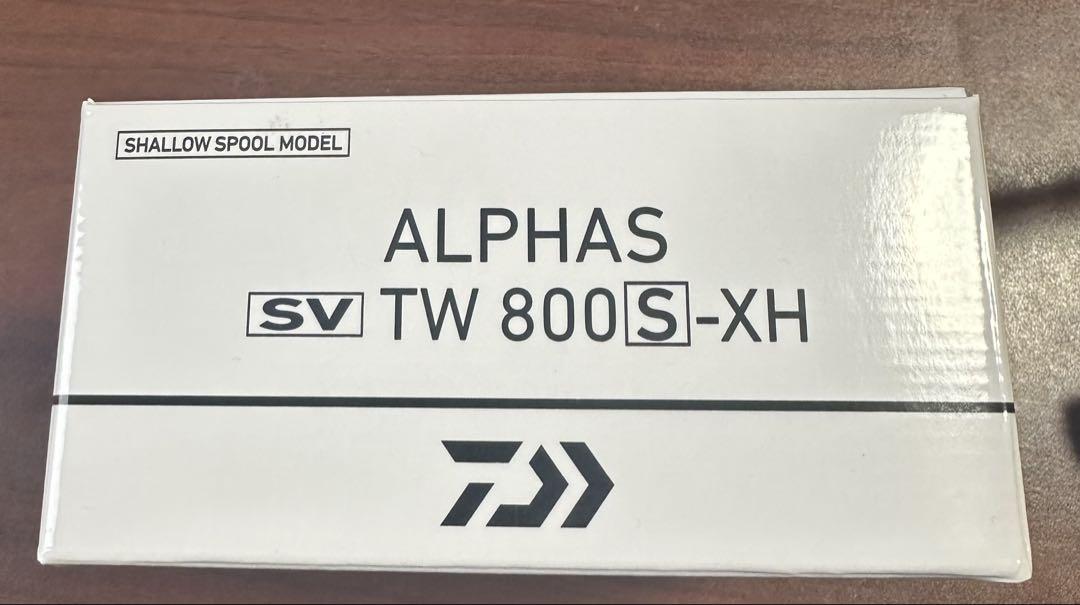 SHALLOW SPOOL MODEL
ALPHAS
SV TW 800S-XH